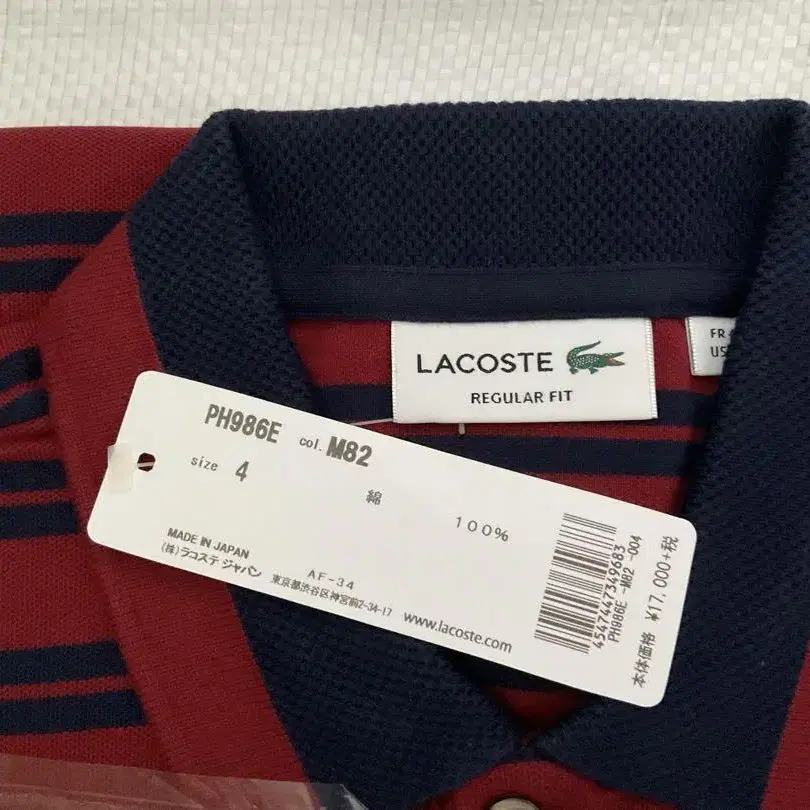 LACOSTE
REGULAR FIT
FR
US
PH986E col. M82
size 4
綿 100%
MADE IN JAPAN
(株)ラコステ ジャパン
AF-34
東京都渋谷区神宮前2-34-17
www.lacoste.com
4547447349683
PH986E -M82 -004
本体価格 ¥17,000+税